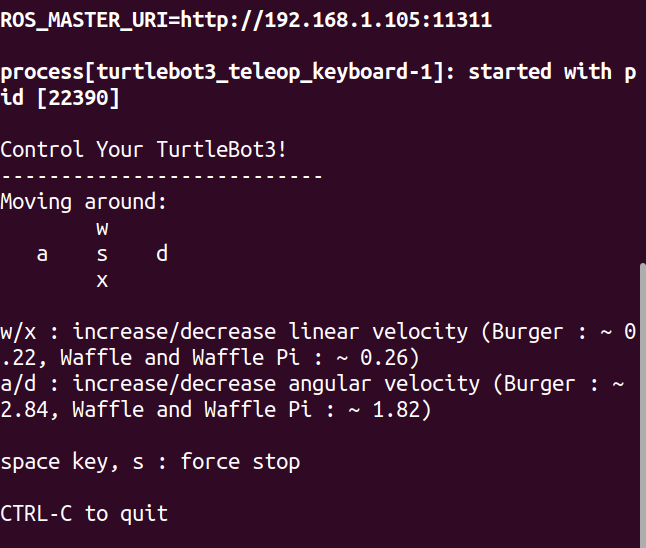 ROS_MASTER_URI=http://192.168.1.105:11311
process[turtlebot3_teleop_keyboard-1]: started with p
id [22390]
Control Your TurtleBot3!
---------------------------
Moving around:
        w
   a    s    d
        x
w/x : increase/decrease linear velocity (Burger : ~ 0
.22, Waffle and Waffle Pi : ~ 0.26)
a/d : increase/decrease angular velocity (Burger : ~
2.84, Waffle and Waffle Pi : ~ 1.82)
space key, s : force stop
CTRL-C to quit